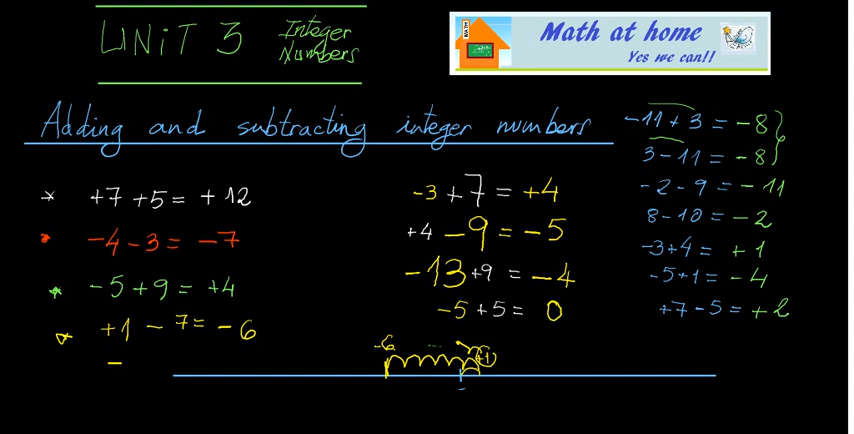 UNiT 3 Integer Numbers
MATH
Math at home
Yes we can!!
Adding and subtracting integer numbers
* +7 +5 = +12
* -4 -3 = -7
* -5 +9 = +4
* +1 - 7 = -6
-
-3 +7 = +4
+4 -9 = -5
-13 +9 = -4
-5 +5 = 0
-6 ... +1
-11 + 3 = -8
3 - 11 = -8
-2 - 9 = -11
8 - 10 = -2
-3 + 4 = +1
-5 + 1 = -4
+7 - 5 = +2